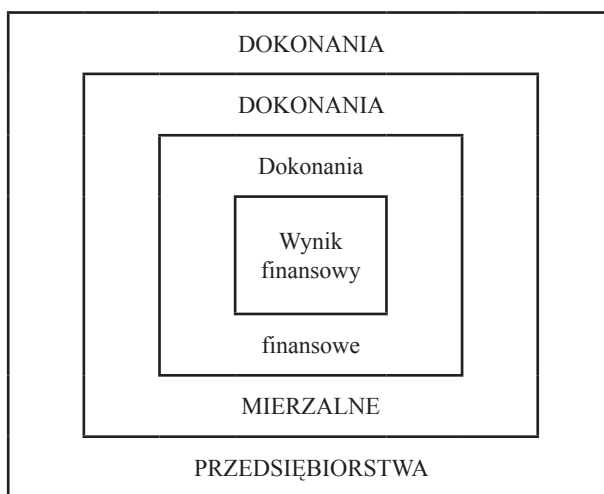 DOKONANIA
DOKONANIA
Dokonania
Wynik
finansowy
finansowe
MIERZALNE
PRZEDSIĘBIORSTWA